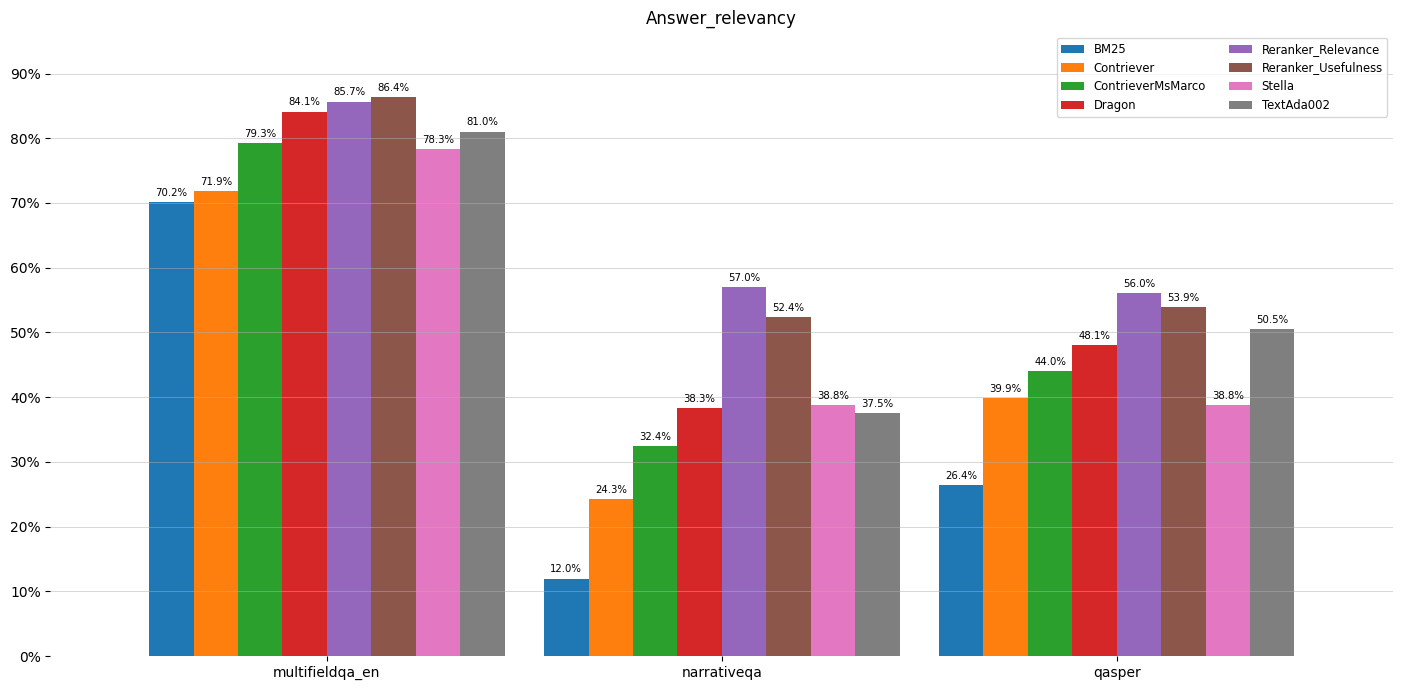 Answer_relevancy
BM25
Contriever
ContrieverMsMarco
Dragon
Reranker_Relevance
Reranker_Usefulness
Stella
TextAda002
90%
80%
70%
60%
50%
40%
30%
20%
10%
0%
70.2%
71.9%
79.3%
84.1%
85.7%
86.4%
78.3%
81.0%
12.0%
24.3%
32.4%
38.3%
57.0%
52.4%
38.8%
37.5%
26.4%
39.9%
44.0%
48.1%
56.0%
53.9%
38.8%
50.5%
multifieldqa_en
narrativeqa
qasper